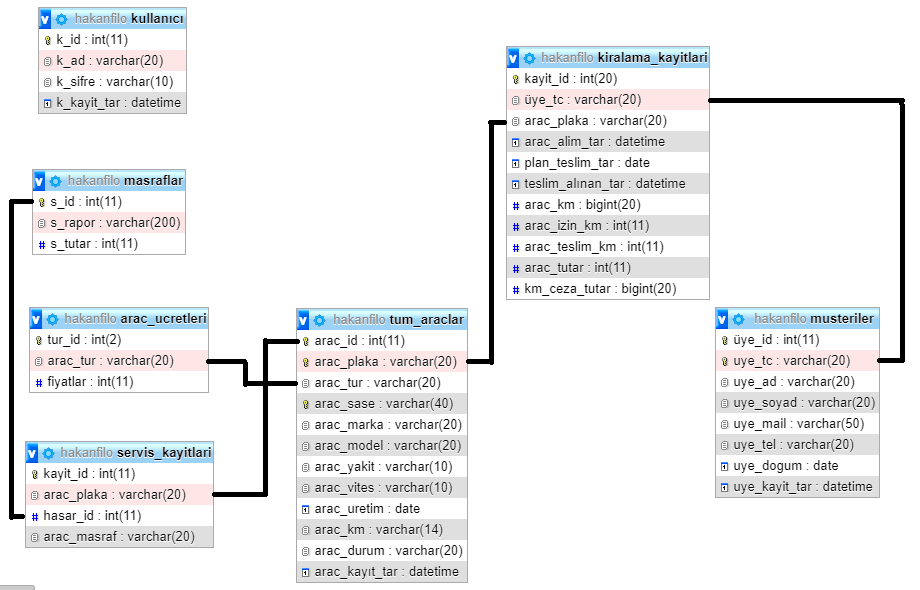 hakanfilo kullanıcı
k_id : int(11)
k_ad : varchar(20)
k_sifre : varchar(10)
k_kayit_tar : datetime
hakanfilo masraflar
s_id : int(11)
s_rapor : varchar(200)
# s_tutar : int(11)
hakanfilo arac_ucretleri
tur_id : int(2)
arac_tur : varchar(20)
# fiyatlar : int(11)
hakanfilo servis_kayitlari
kayit_id : int(11)
arac_plaka : varchar(20)
# hasar_id : int(11)
arac_masraf : varchar(20)
hakanfilo tum_araclar
arac_id : int(11)
arac_plaka : varchar(20)
arac_tur : varchar(20)
arac_sase : varchar(40)
arac_marka : varchar(20)
arac_model : varchar(20)
arac_yakit : varchar(10)
arac_vites : varchar(10)
arac_uretim : date
arac_km : varchar(14)
arac_durum : varchar(20)
arac_kayıt_tar : datetime
hakanfilo kiralama_kayitlari
kayit_id : int(20)
üye_tc : varchar(20)
arac_plaka : varchar(20)
arac_alim_tar : datetime
plan_teslim_tar : date
teslim_alınan_tar : datetime
# arac_km : bigint(20)
# arac_izin_km : int(11)
# arac_teslim_km : int(11)
# arac_tutar : int(11)
# km_ceza_tutar : bigint(20)
hakanfilo musteriler
üye_id : int(11)
uye_tc : varchar(20)
uye_ad : varchar(20)
uye_soyad : varchar(20)
uye_mail : varchar(50)
uye_tel : varchar(20)
uye_dogum : date
uye_kayit_tar : datetime